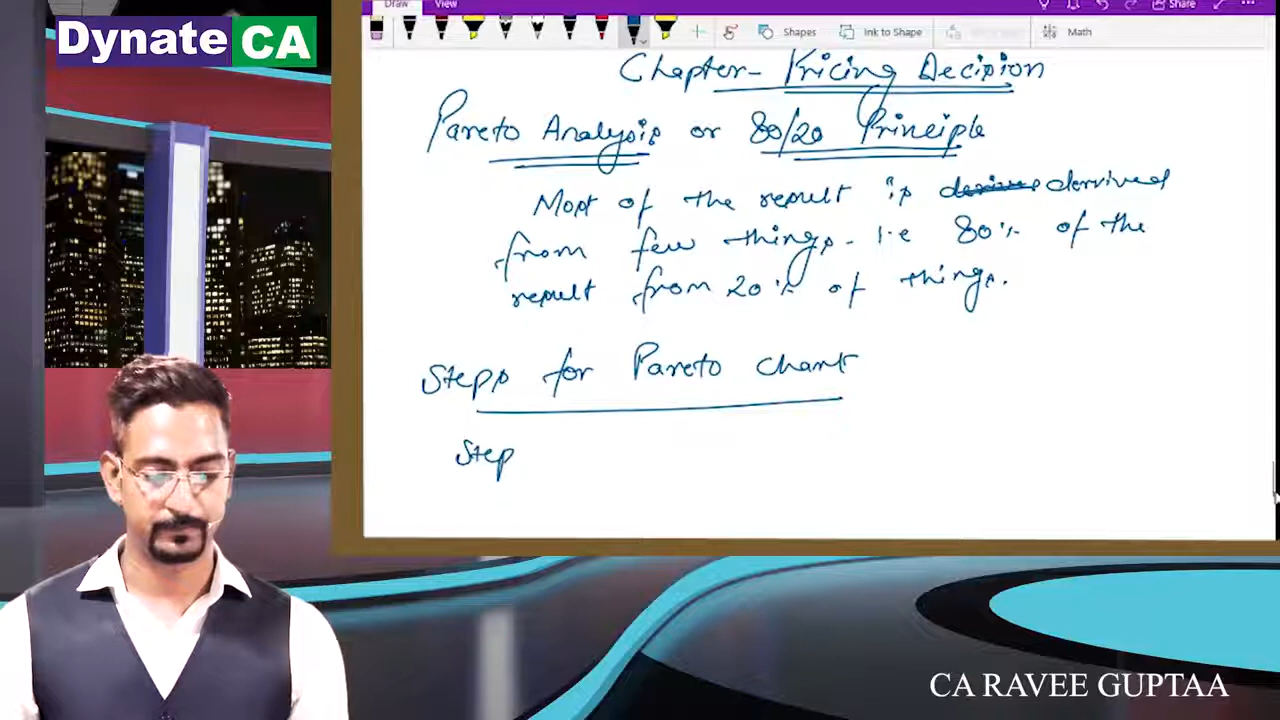 Dynate CA
Draw View
Share
Shapes
Ink to Shape
Math
Chapter- Pricing Decision
Pareto Analysis or 80/20 Principle
Most of the result is derived
from few things. i.e 80% of the
result from 20% of things.
Steps for Pareto Chart
Step
CA RAVEE GUPTAA